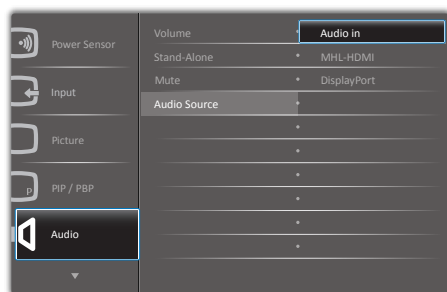 Power Sensor
Input
Picture
P
PIP / PBP
Audio
Volume
Stand-Alone
Mute
Audio Source
Audio in
MHL-HDMI
DisplayPort